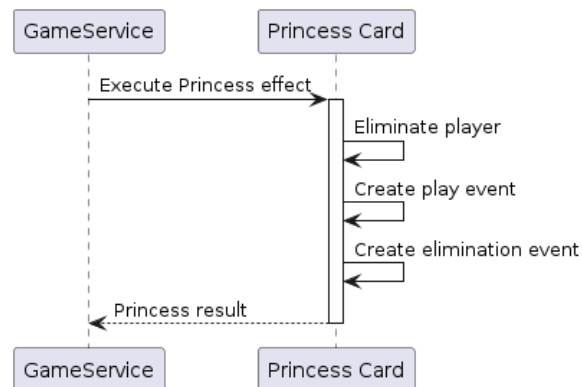 GameService Princess Card
Execute Princess effect
Eliminate player
Create play event
Create elimination event
Princess result
GameService Princess Card